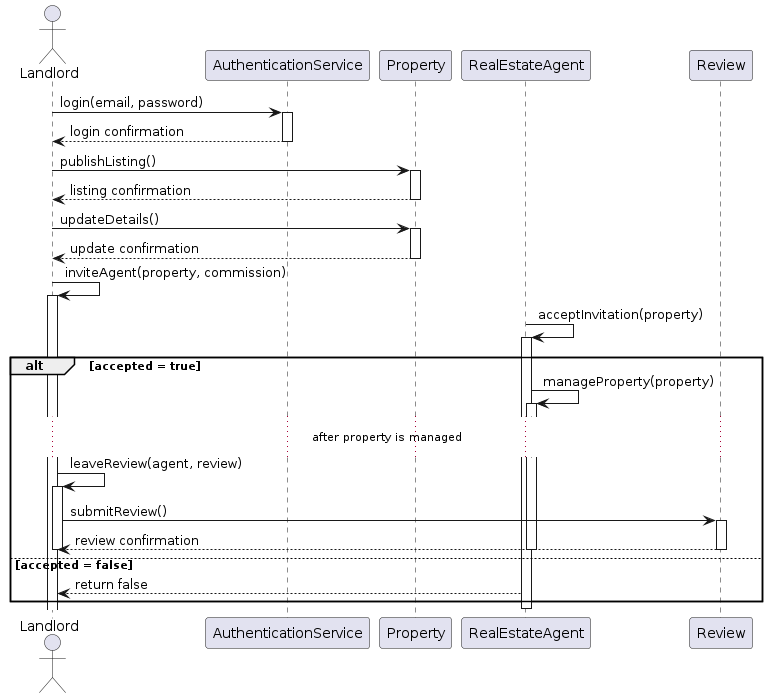 Landlord
AuthenticationService
Property
RealEstateAgent
Review
login(email, password)
login confirmation
publishListing()
listing confirmation
updateDetails()
update confirmation
inviteAgent(property, commission)
acceptInvitation(property)
alt
[accepted = true]
manageProperty(property)
after property is managed
leaveReview(agent, review)
submitReview()
review confirmation
[accepted = false]
return false
Landlord
AuthenticationService
Property
RealEstateAgent
Review